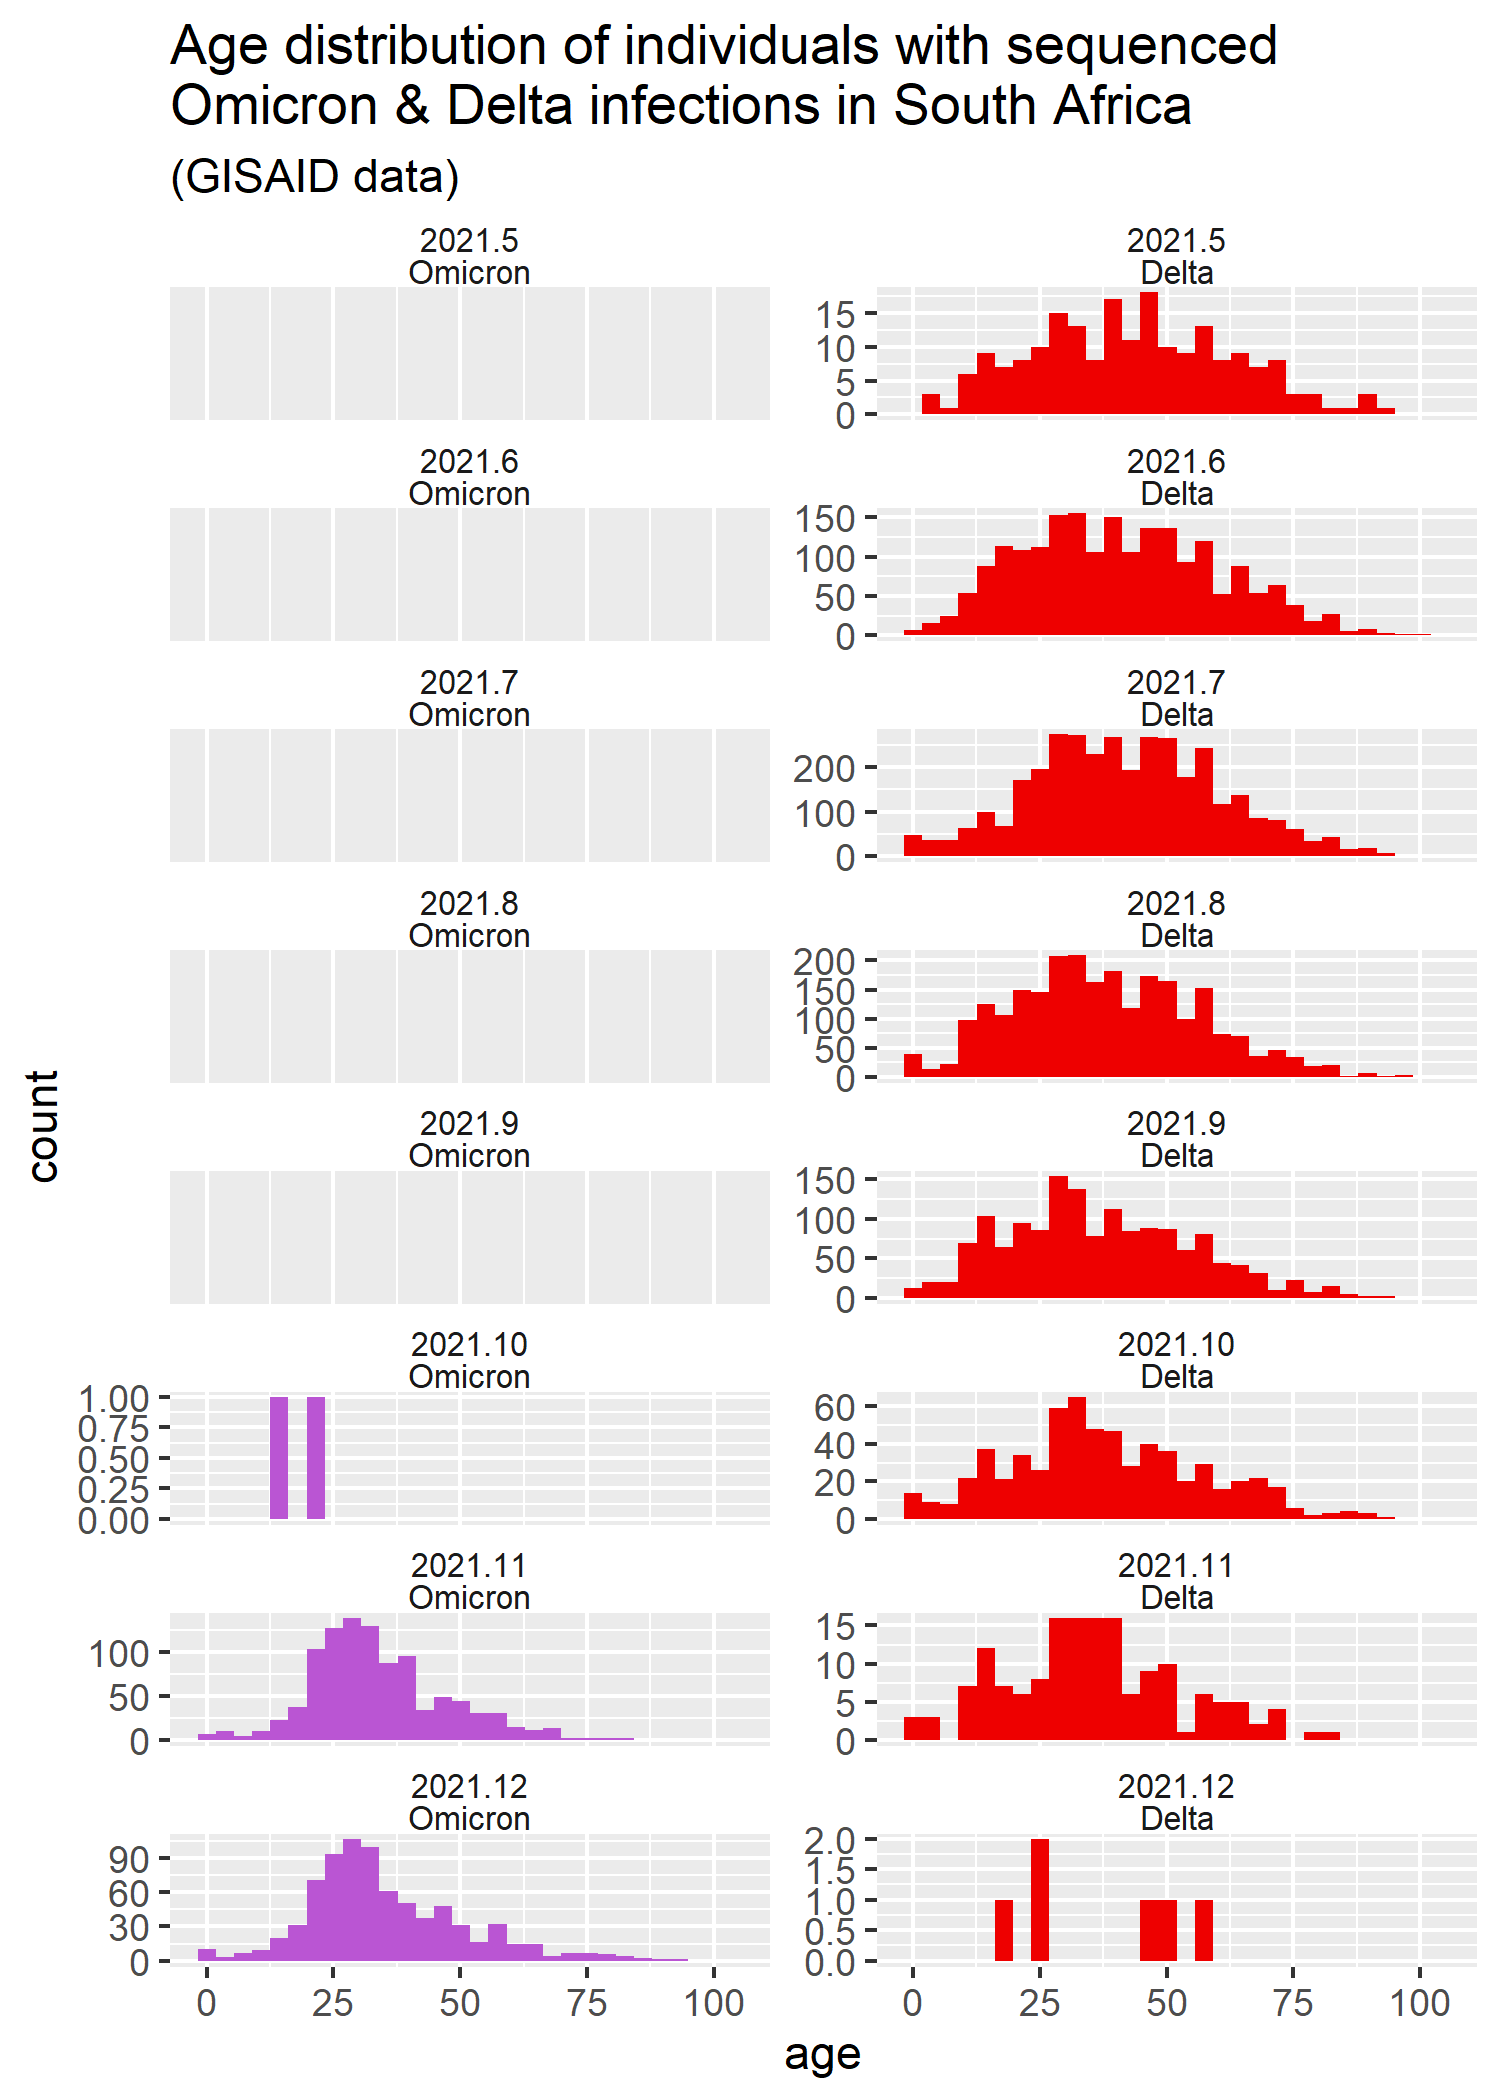 Age distribution of individuals with sequenced
Omicron & Delta infections in South Africa
(GISAID data)
2021.5
Omicron
2021.5
Delta
15
10
5
0
2021.6
Omicron
2021.6
Delta
150
100
50
0
2021.7
Omicron
2021.7
Delta
200
100
0
2021.8
Omicron
2021.8
Delta
200
150
100
50
0
2021.9
Omicron
2021.9
Delta
150
100
50
0
count
2021.10
Omicron
1.00
0.75
0.50
0.25
0.00
2021.10
Delta
60
40
20
0
2021.11
Omicron
100
50
0
2021.11
Delta
15
10
5
0
2021.12
Omicron
90
60
30
0
2021.12
Delta
2.0
1.5
1.0
0.5
0.0
0 25 50 75 100
0 25 50 75 100
age